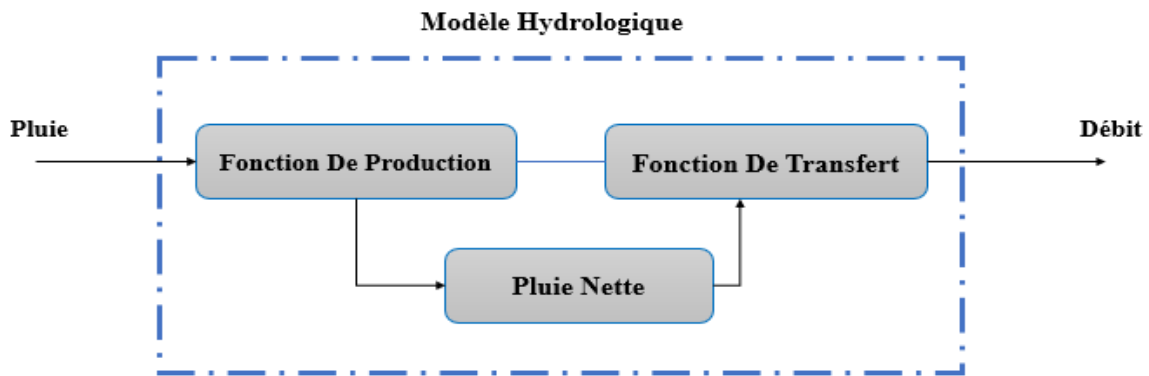 Modèle Hydrologique
Pluie
Débit
Fonction De Production
Fonction De Transfert
Pluie Nette